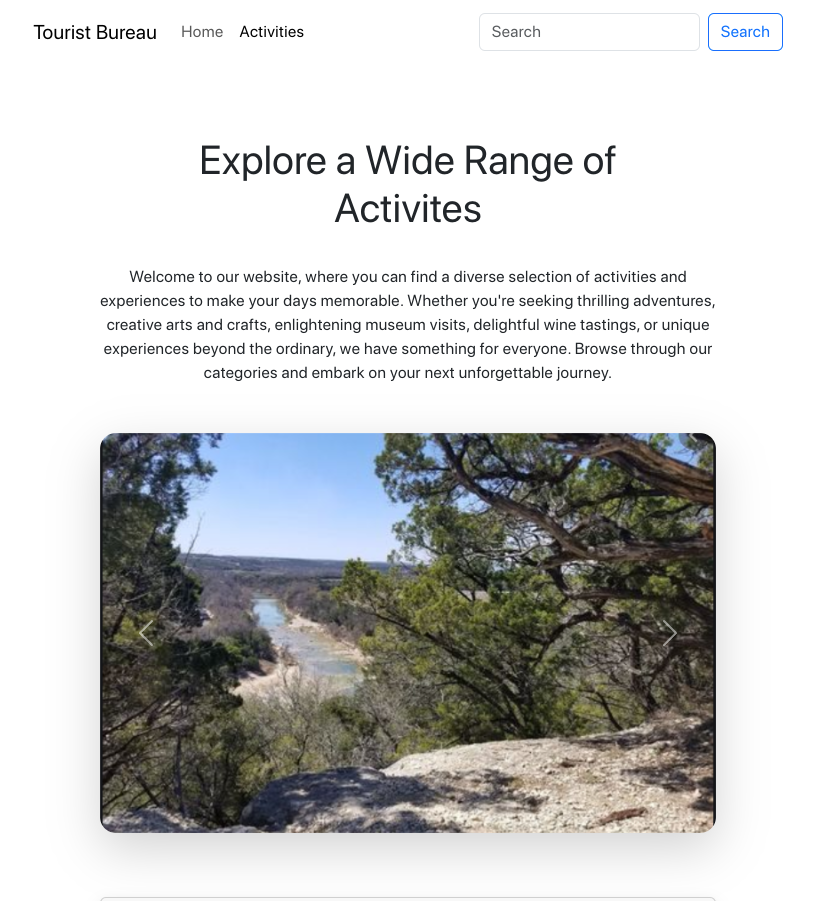 Tourist Bureau Home Activities Search Search
Explore a Wide Range of
Activites
Welcome to our website, where you can find a diverse selection of activities and
experiences to make your days memorable. Whether you're seeking thrilling adventures,
creative arts and crafts, enlightening museum visits, delightful wine tastings, or unique
experiences beyond the ordinary, we have something for everyone. Browse through our
categories and embark on your next unforgettable journey.